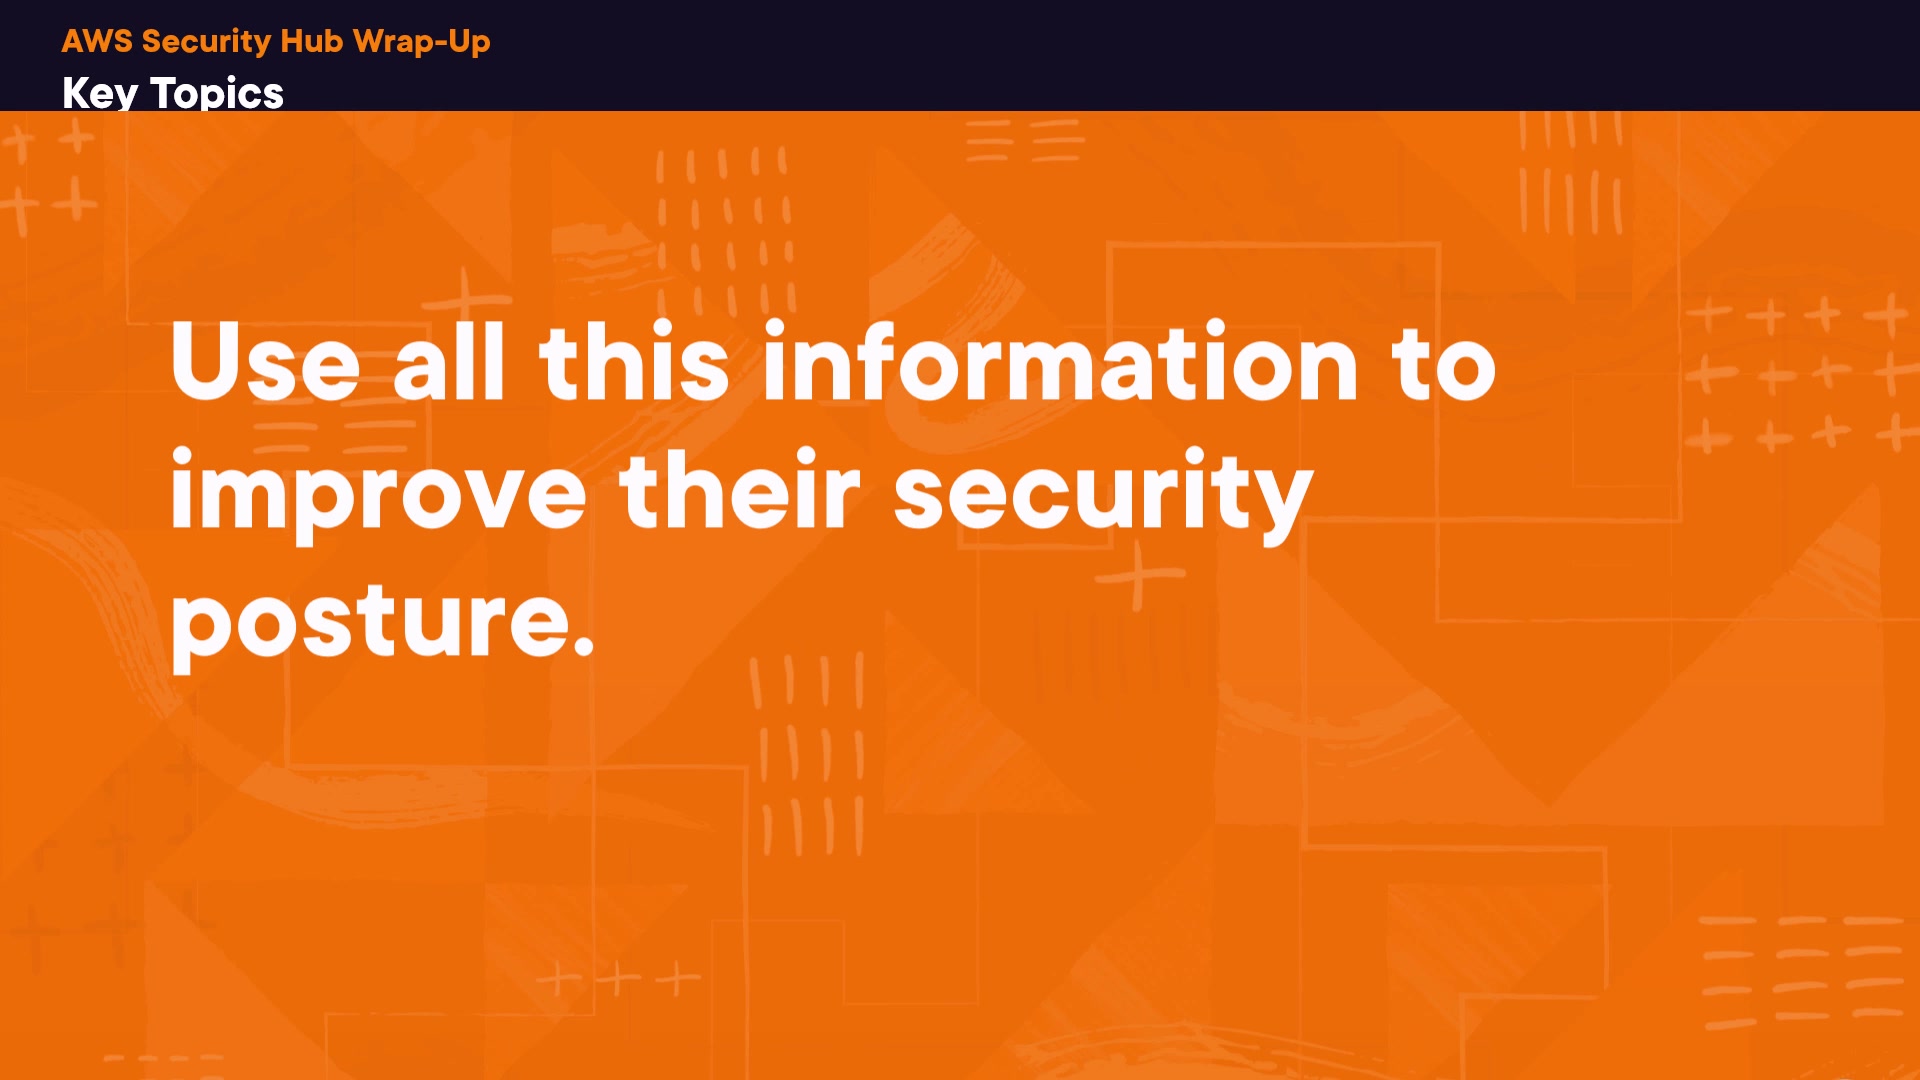 AWS Security Hub Wrap-Up
Key Topics
Use all this information to
improve their security
posture.